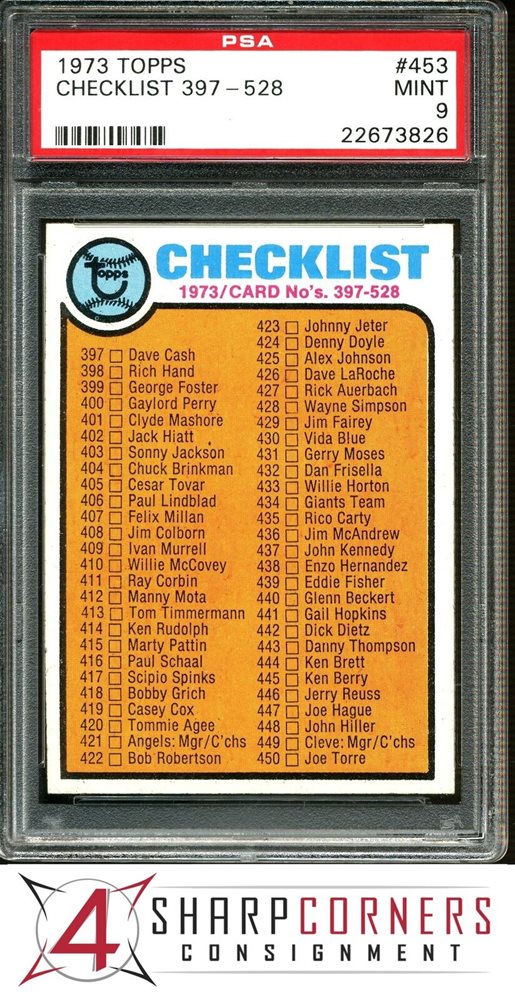 PSA
1973 TOPPS #453
CHECKLIST 397-528 MINT
9
22673826
topps
CHECKLIST
1973/CARD No's. 397-528
397 Dave Cash
398 Rich Hand
399 George Foster
400 Gaylord Perry
401 Clyde Mashore
402 Jack Hiatt
403 Sonny Jackson
404 Chuck Brinkman
405 Cesar Tovar
406 Paul Lindblad
407 Felix Millan
408 Jim Colborn
409 Ivan Murrell
410 Willie McCovey
411 Ray Corbin
412 Manny Mota
413 Tom Timmermann
414 Ken Rudolph
415 Marty Pattin
416 Paul Schaal
417 Scipio Spinks
418 Bobby Grich
419 Casey Cox
420 Tommie Agee
421 Angels: Mgr/C'chs
422 Bob Robertson
423 Johnny Jeter
424 Denny Doyle
425 Alex Johnson
426 Dave LaRoche
427 Rick Auerbach
428 Wayne Simpson
429 Jim Fairey
430 Vida Blue
431 Gerry Moses
432 Dan Frisella
433 Willie Horton
434 Giants Team
435 Rico Carty
436 Jim McAndrew
437 John Kennedy
438 Enzo Hernandez
439 Eddie Fisher
440 Glenn Beckert
441 Gail Hopkins
442 Dick Dietz
443 Danny Thompson
444 Ken Brett
445 Ken Berry
446 Jerry Reuss
447 Joe Hague
448 John Hiller
449 Cleve: Mgr/C'chs
450 Joe Torre
4 SHARPCORNERS
CONSIGNMENT